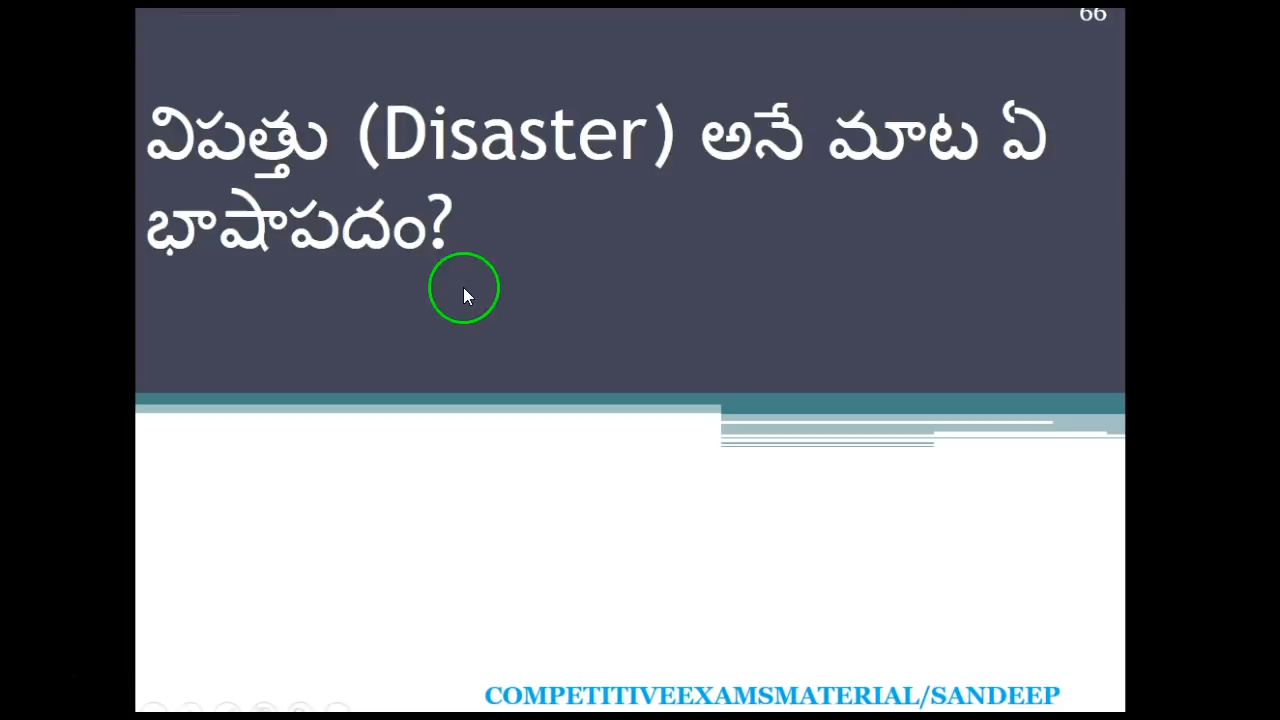 66
విపత్తు (Disaster) అనే మాట ఏ
భాషాపదం?
COMPETITIVEEXAMSMATERIAL/SANDEEP